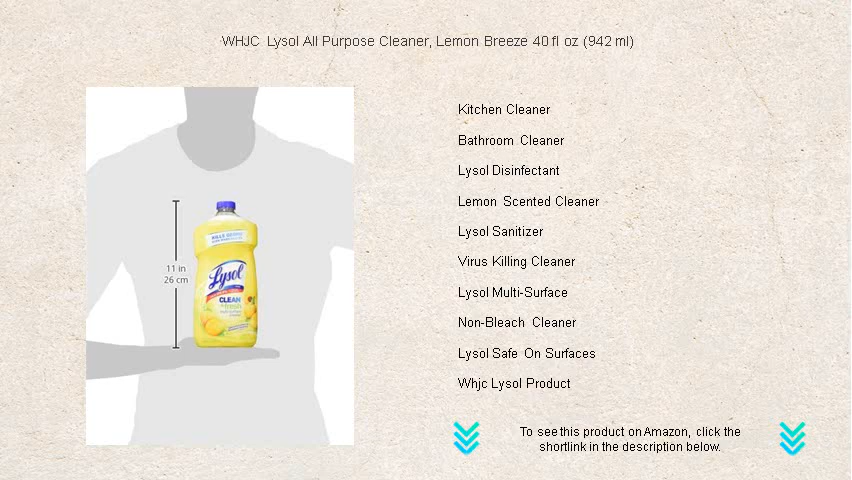 WHJC Lysol All Purpose Cleaner, Lemon Breeze 40 fl oz (942 ml)
11 in
26 cm
KILLS
Lysol
CLEAN
& fresh
Kitchen Cleaner
Bathroom Cleaner
Lysol Disinfectant
Lemon Scented Cleaner
Lysol Sanitizer
Virus Killing Cleaner
Lysol Multi-Surface
Non-Bleach Cleaner
Lysol Safe On Surfaces
Whjc Lysol Product
To see this product on Amazon, click the
shortlink in the description below.